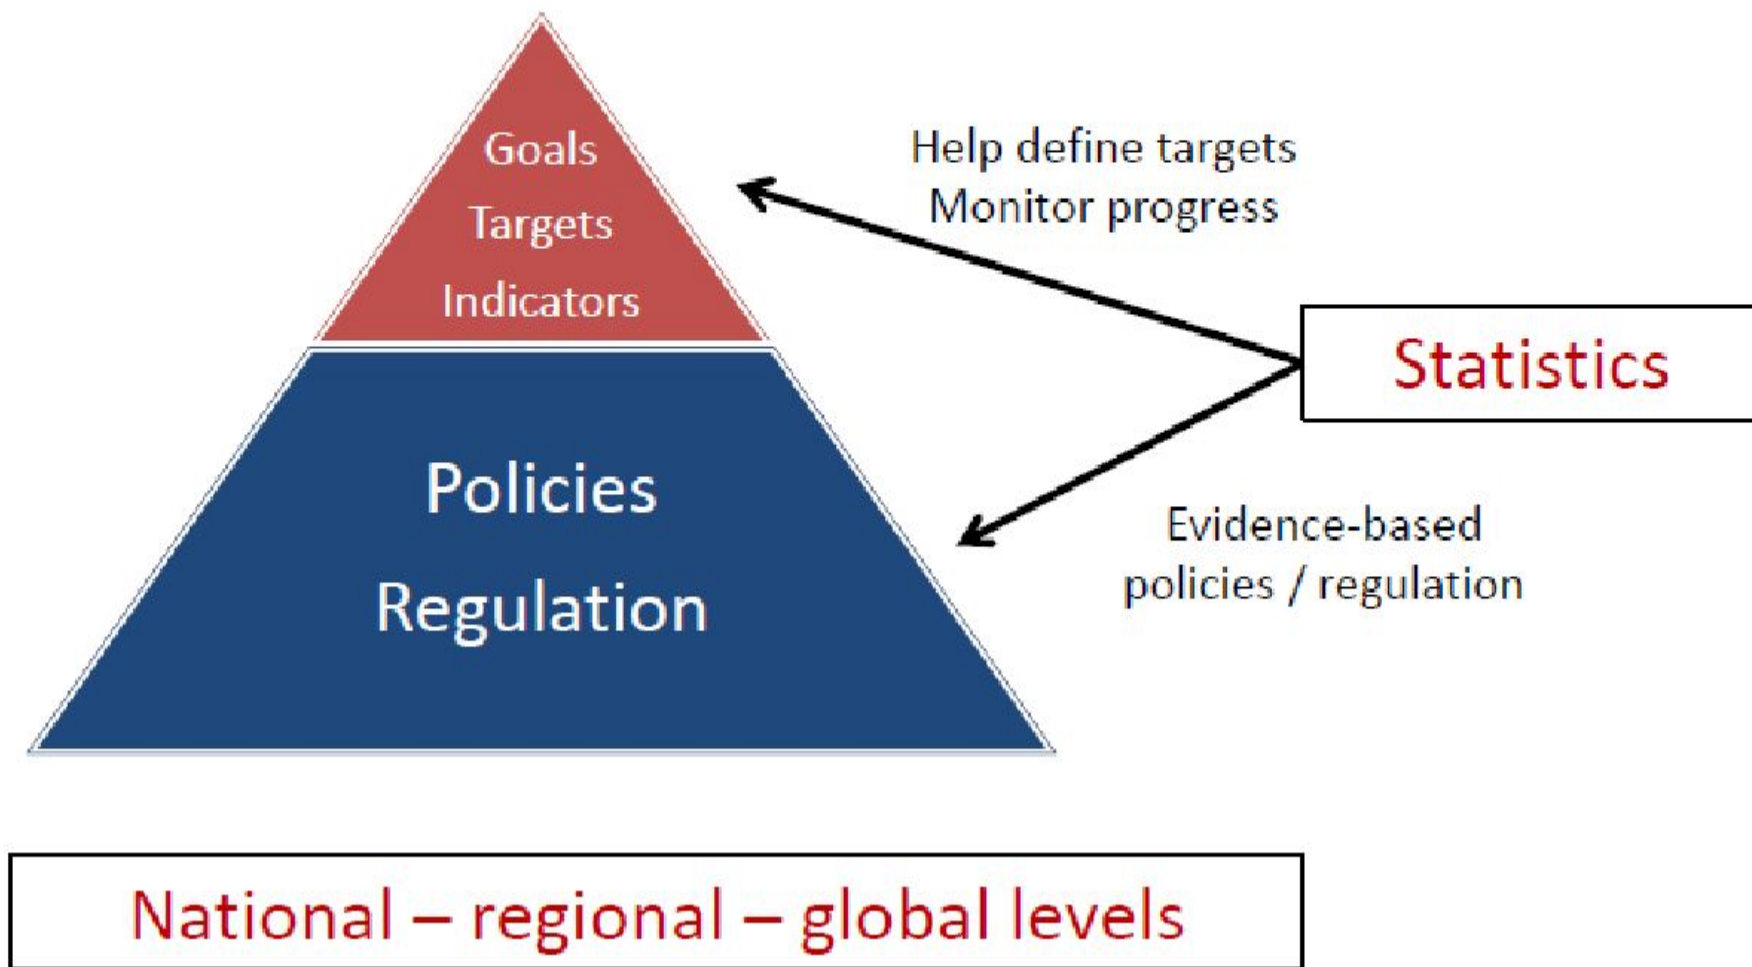 Goals
Targets
Indicators
Help define targets
Monitor progress
Statistics
Policies
Regulation
Evidence-based
policies / regulation
National – regional – global levels